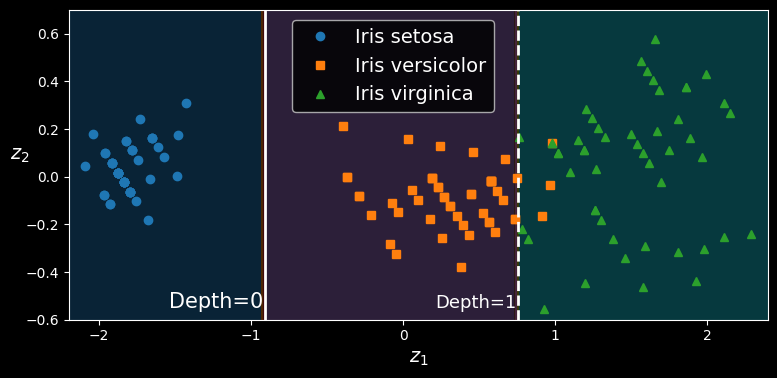 Iris setosa
Iris versicolor
Iris virginica
0.6
0.4
0.2
z2
0.0
−0.2
−0.4
−0.6
Depth=0
Depth=1
−2
−1
0
1
2
z1